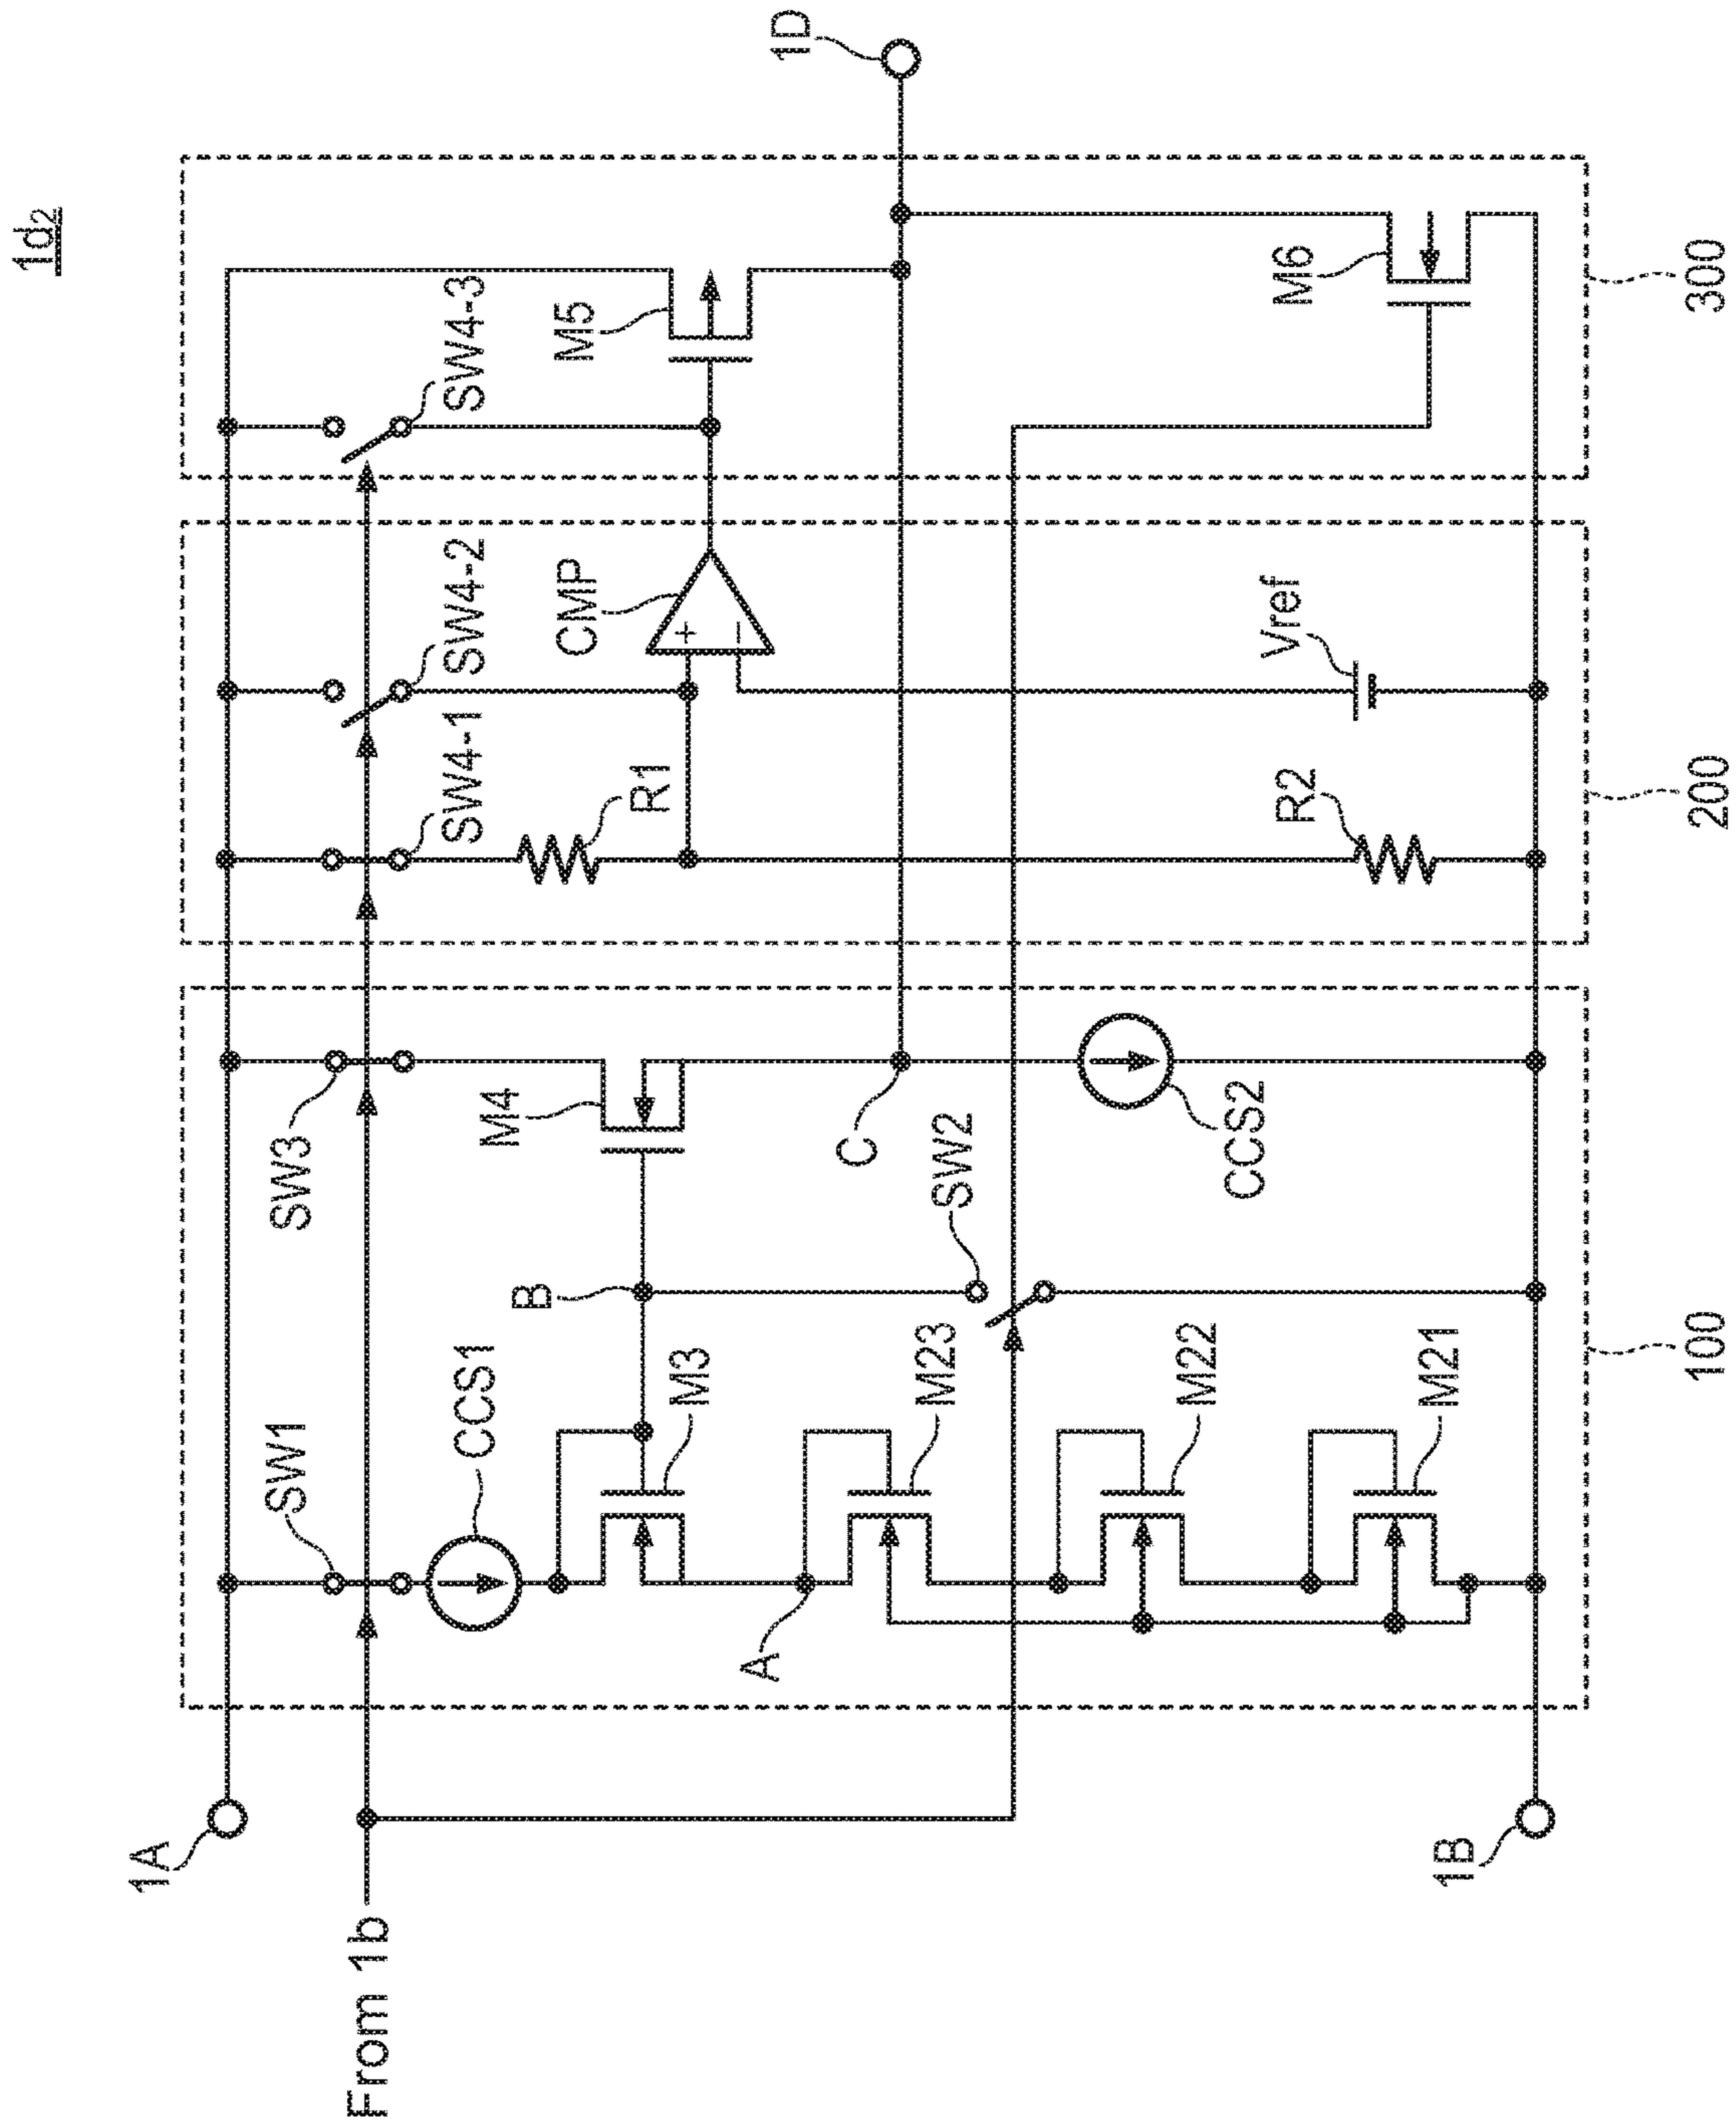 1d2
1A
From 1b
1B
1D
SW1
CCS1
M3
A
M23
M22
M21
B
SW2
SW3
M4
C
CCS2
100
SW4-1
SW4-2
R1
CMP
+
−
R2
Vref
200
SW4-3
M5
M6
300